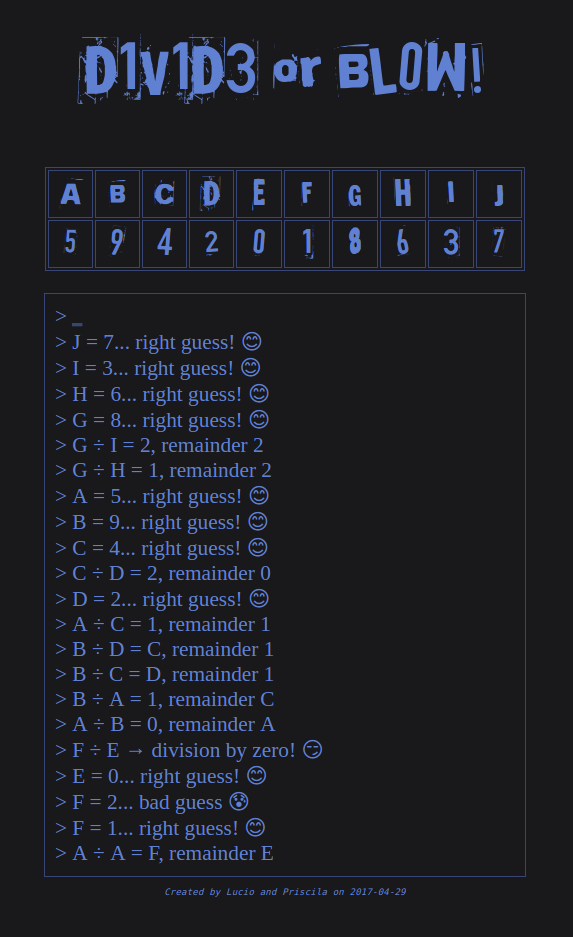 D1v1D3 or BLOW!
A B C D E F G H I J
5 9 4 2 0 1 8 6 3 7
> _
> J = 7... right guess! 😊
> I = 3... right guess! 😊
> H = 6... right guess! 😊
> G = 8... right guess! 😊
> G ÷ I = 2, remainder 2
> G ÷ H = 1, remainder 2
> A = 5... right guess! 😊
> B = 9... right guess! 😊
> C = 4... right guess! 😊
> C ÷ D = 2, remainder 0
> D = 2... right guess! 😊
> A ÷ C = 1, remainder 1
> B ÷ D = C, remainder 1
> B ÷ C = D, remainder 1
> B ÷ A = 1, remainder C
> A ÷ B = 0, remainder A
> F ÷ E → division by zero! 😏
> E = 0... right guess! 😊
> F = 2... bad guess 😵
> F = 1... right guess! 😊
> A ÷ A = F, remainder E
Created by Lucio and Priscila on 2017-04-29